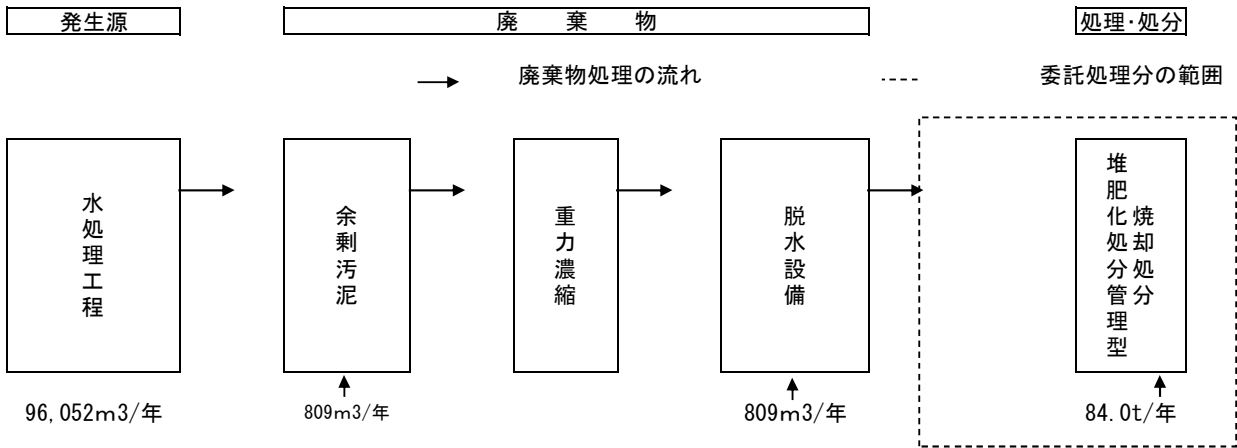 発生源
廃棄物
処理・処分
廃棄物処理の流れ
委託処理分の範囲
水処理工程
余剰汚泥
重力濃縮
脱水設備
焼却処分
堆肥化処分管理型
96,052m3/年
809m3/年
809m3/年
84.0t/年